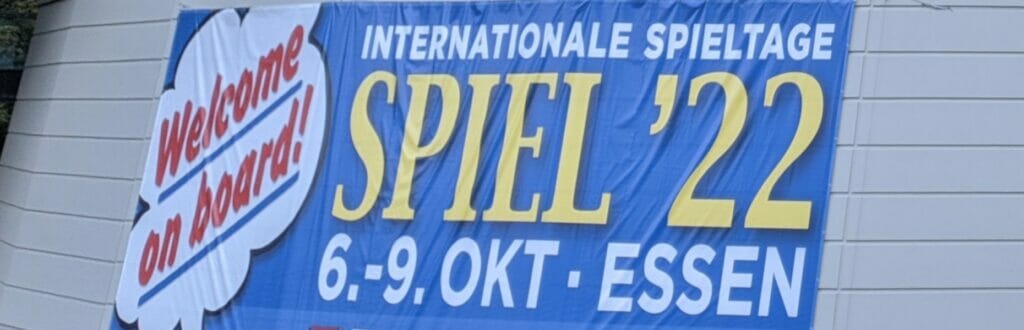 Welcome
on board!
INTERNATIONALE SPIELTAGE
SPIEL '22
6.-9. OKT · ESSEN